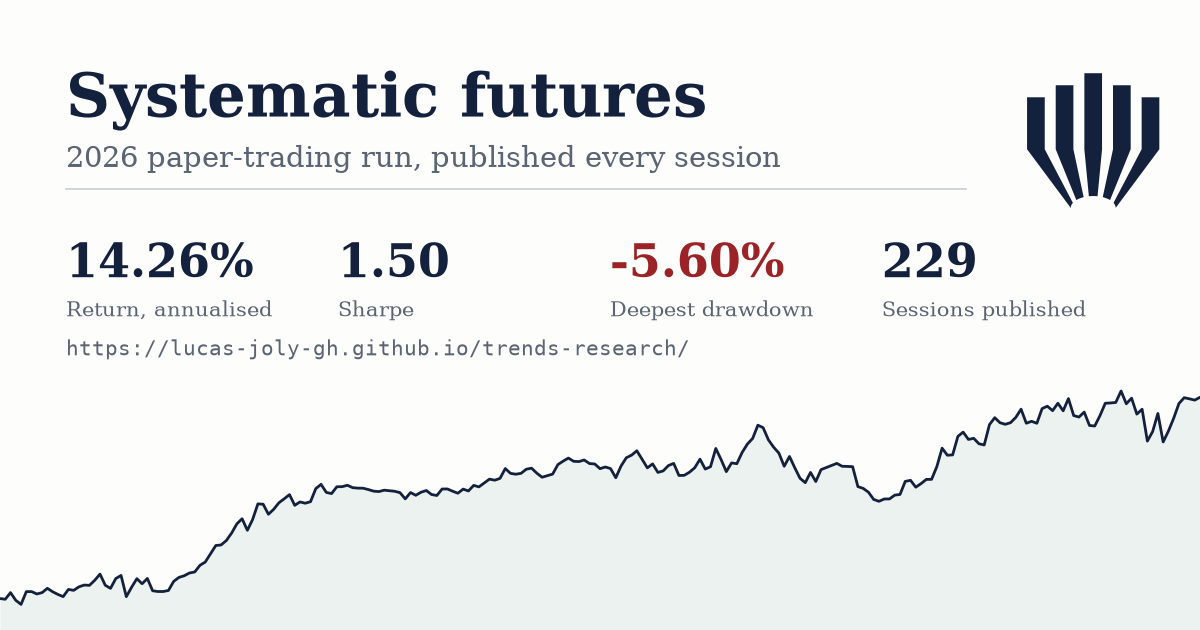 Systematic futures
2026 paper-trading run, published every session
14.26% 1.50 -5.60% 229
Return, annualised Sharpe Deepest drawdown Sessions published
https://lucas-joly-gh.github.io/trends-research/